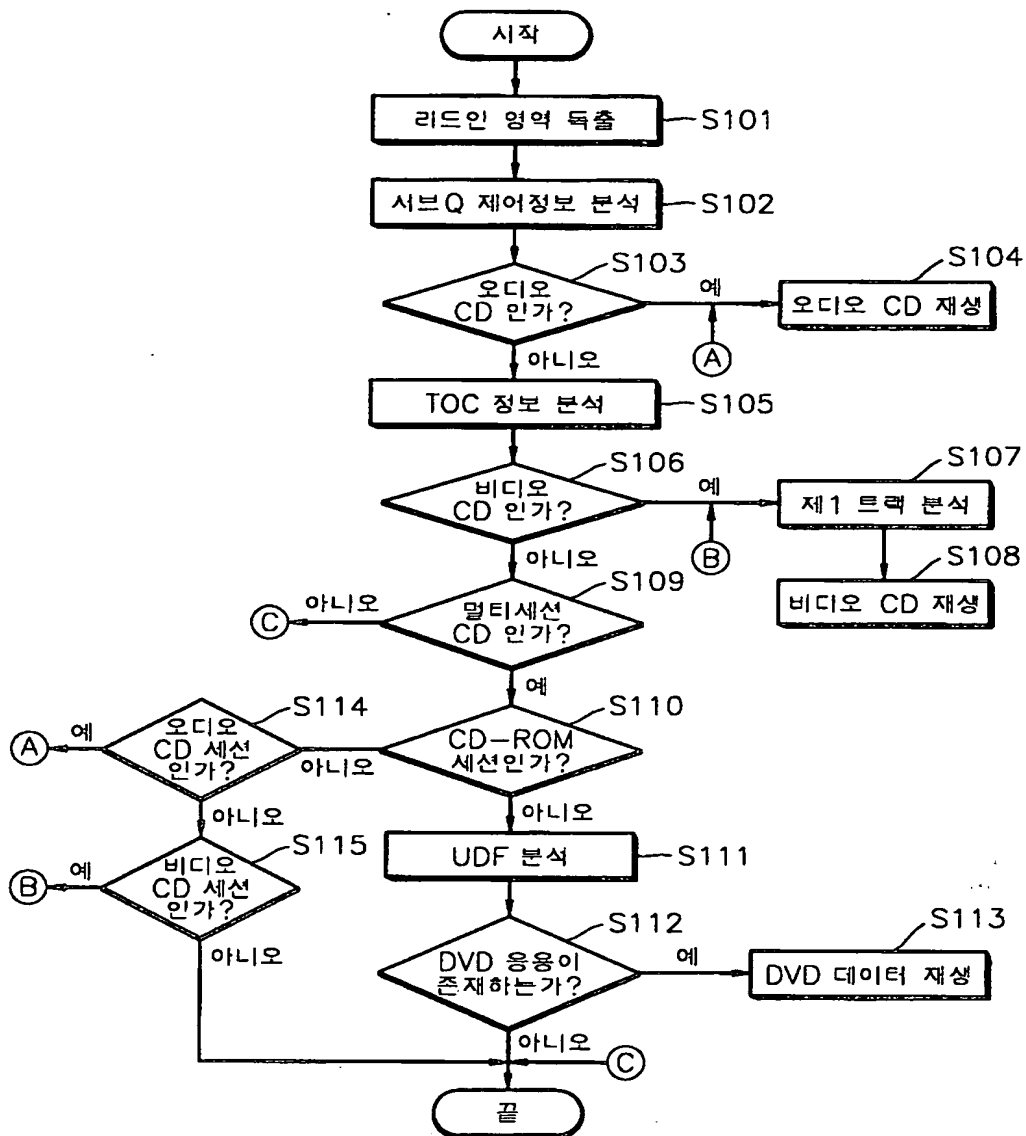 시작
리드인 영역 독출
S101
서브Q 제어정보 분석
S102
S103
오디오
CD 인가?
예
S104
오디오 CD 재생
A
아니오
TOC 정보 분석
S105
S106
비디오
CD 인가?
예
S107
제1 트랙 분석
B
S108
비디오 CD 재생
아니오
S109
멀티세션
CD 인가?
아니오
C
예
S110
CD-ROM
세션인가?
아니오
S114
오디오
CD 세션
인가?
예
A
아니오
S115
비디오
CD 세션
인가?
예
B
아니오
아니오
UDF 분석
S111
S112
DVD 응용이
존재하는가?
예
S113
DVD 데이터 재생
아니오
C
끝